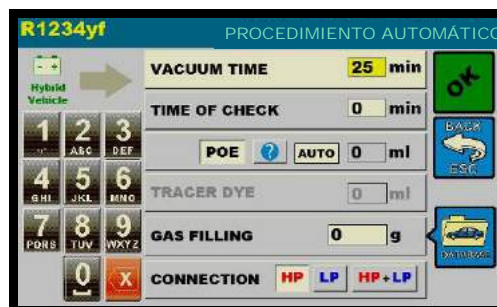 R1234yf
PROCEDIMIENTO AUTOMÁTICO
Hybrid
Vehicle
VACUUM TIME 25 min
OK
TIME OF CHECK 0 min
1 2 ABC 3 DEF
POE ? AUTO 0 ml
BACK
ESC
4 GHI 5 JKL 6 MNO
TRACER DYE 0 ml
7 PQRS 8 TUV 9 WXYZ
GAS FILLING 0 g
DATABASE
0 X
CONNECTION HP LP HP+LP